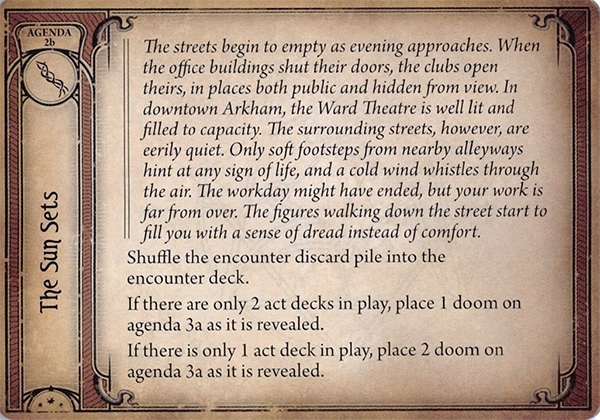 AGENDA
2b
The Sun Sets
The streets begin to empty as evening approaches. When
the office buildings shut their doors, the clubs open
theirs, in places both public and hidden from view. In
downtown Arkham, the Ward Theatre is well lit and
filled to capacity. The surrounding streets, however, are
eerily quiet. Only soft footsteps from nearby alleyways
hint at any sign of life, and a cold wind whistles through
the air. The workday might have ended, but your work is
far from over. The figures walking down the street start to
fill you with a sense of dread instead of comfort.
Shuffle the encounter discard pile into the
encounter deck.
If there are only 2 act decks in play, place 1 doom on
agenda 3a as it is revealed.
If there is only 1 act deck in play, place 2 doom on
agenda 3a as it is revealed.